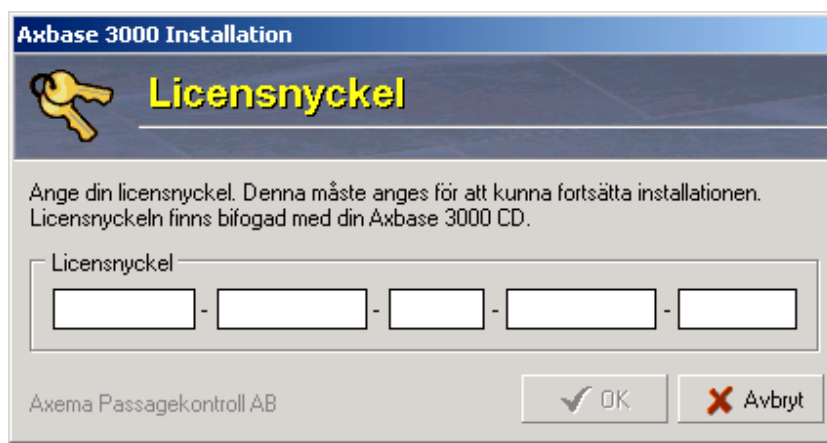 Axbase 3000 Installation
Licensnyckel
Ange din licensnyckel. Denna måste anges för att kunna fortsätta installationen.
Licensnyckeln finns bifogad med din Axbase 3000 CD.
Licensnyckel
- - - -
Axema Passagekontroll AB
OK
Avbryt